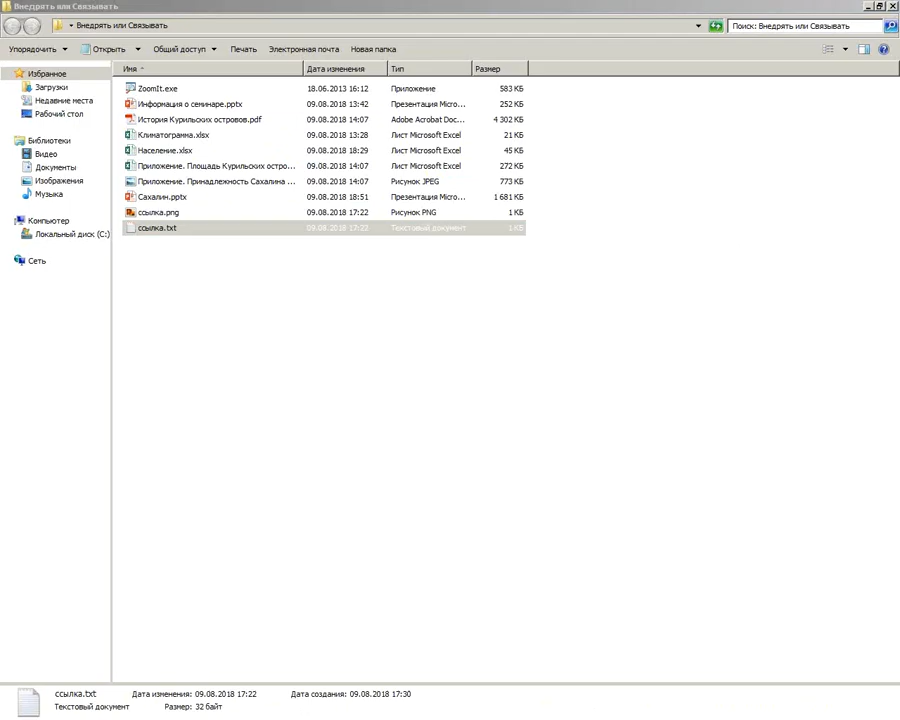 Внедрять или Связывать
Внедрять или Связывать
Поиск: Внедрять или Связывать
Упорядочить Открыть Общий доступ Печать Электронная почта Новая папка
Имя Дата изменения Тип Размер
Избранное
Загрузки
Недавние места
Рабочий стол
Библиотеки
Видео
Документы
Изображения
Музыка
Компьютер
Локальный диск (C:)
Сеть
ZoomIt.exe 18.06.2013 16:12 Приложение 583 КБ
Информация о семинаре.pptx 09.08.2018 13:42 Презентация Micro... 252 КБ
История Курильских островов.pdf 09.08.2018 14:07 Adobe Acrobat Doc... 4 302 КБ
Клинатограмма.xlsx 09.08.2018 13:28 Лист Microsoft Excel 21 КБ
Население.xlsx 09.08.2018 18:29 Лист Microsoft Excel 45 КБ
Приложение. Площадь Курильских остро... 09.08.2018 14:07 Лист Microsoft Excel 272 КБ
Приложение. Принадлежность Сахалина ... 09.08.2018 14:07 Рисунок JPEG 773 КБ
Сахалин.pptx 09.08.2018 18:51 Презентация Micro... 1 681 КБ
ссылка.png 09.08.2018 17:22 Рисунок PNG 1 КБ
ссылка.txt 09.08.2018 17:22 Текстовый документ 1 КБ
ссылка.txt Дата изменения: 09.08.2018 17:22 Дата создания: 09.08.2018 17:30
Текстовый документ Размер: 32 байт